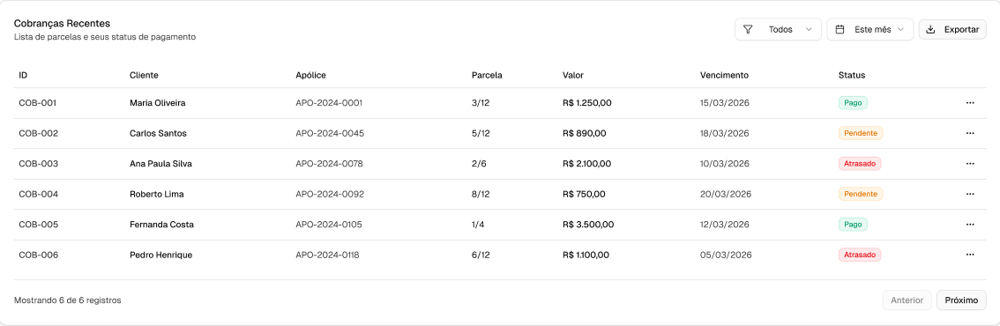 Cobranças Recentes
Lista de parcelas e seus status de pagamento
Todos Este mês Exportar
ID Cliente Apólice Parcela Valor Vencimento Status
COB-001 Maria Oliveira APO-2024-0001 3/12 R$ 1.250,00 15/03/2026 Pago
COB-002 Carlos Santos APO-2024-0045 5/12 R$ 890,00 18/03/2026 Pendente
COB-003 Ana Paula Silva APO-2024-0078 2/6 R$ 2.100,00 10/03/2026 Atrasado
COB-004 Roberto Lima APO-2024-0092 8/12 R$ 750,00 20/03/2026 Pendente
COB-005 Fernanda Costa APO-2024-0105 1/4 R$ 3.500,00 12/03/2026 Pago
COB-006 Pedro Henrique APO-2024-0118 6/12 R$ 1.100,00 05/03/2026 Atrasado
Mostrando 6 de 6 registros Anterior Próximo